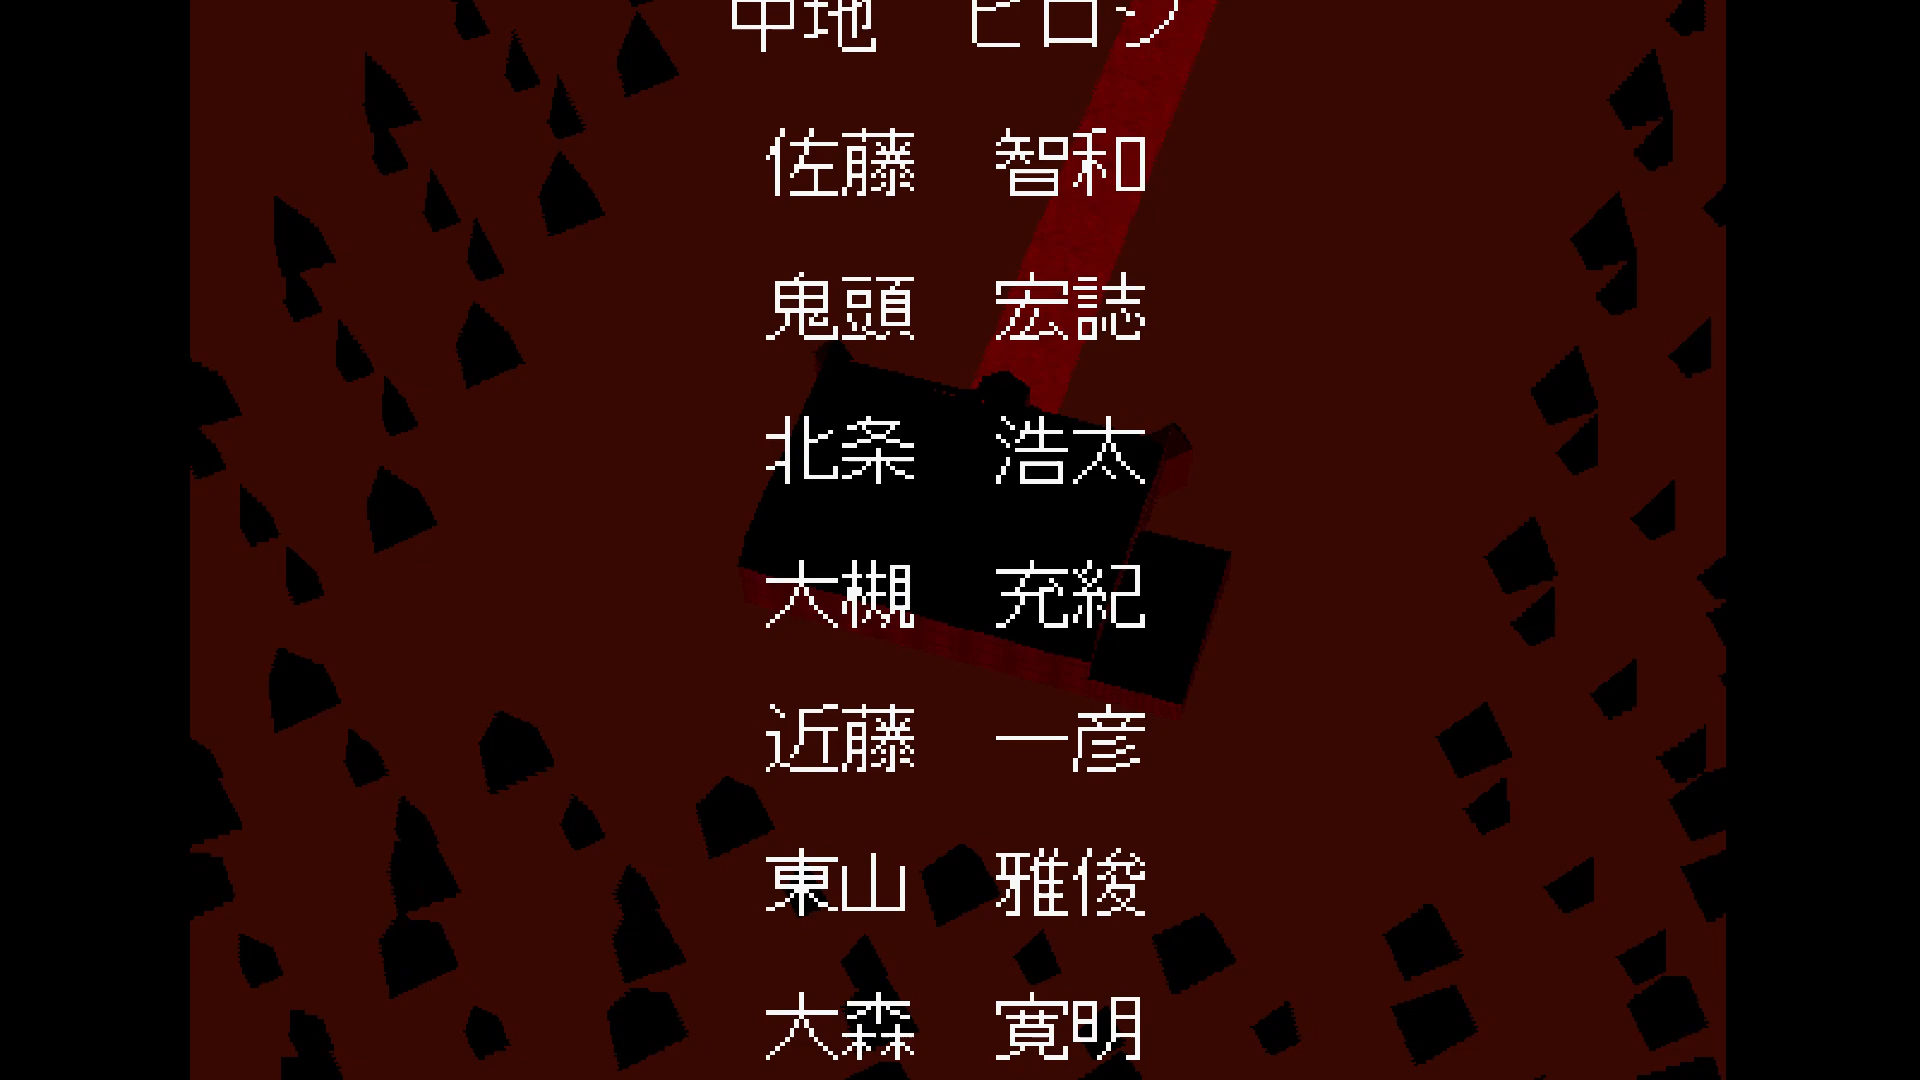 中地　ヒロシ
佐藤　智和
鬼頭　宏誌
北条　浩太
大槻　充紀
近藤　一彦
東山　雅俊
大森　寛明